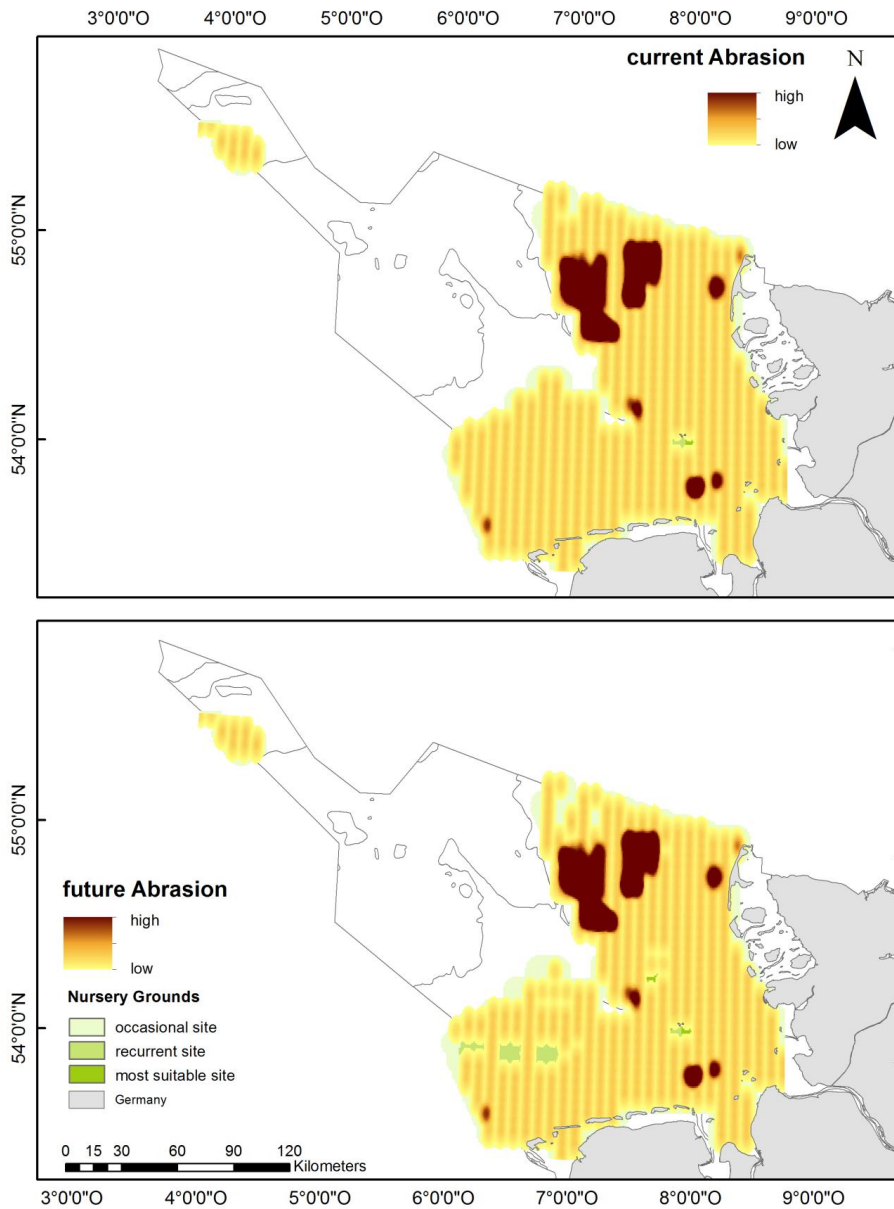 3°0'0"O 4°0'0"O 5°0'0"O 6°0'0"O 7°0'0"O 8°0'0"O 9°0'0"O
current Abrasion
high
low
N
55°0'0"N
54°0'0"N
55°0'0"N
54°0'0"N
future Abrasion
high
low
Nursery Grounds
occasional site
recurrent site
most suitable site
Germany
0 15 30 60 90 120
Kilometers
3°0'0"O 4°0'0"O 5°0'0"O 6°0'0"O 7°0'0"O 8°0'0"O 9°0'0"O